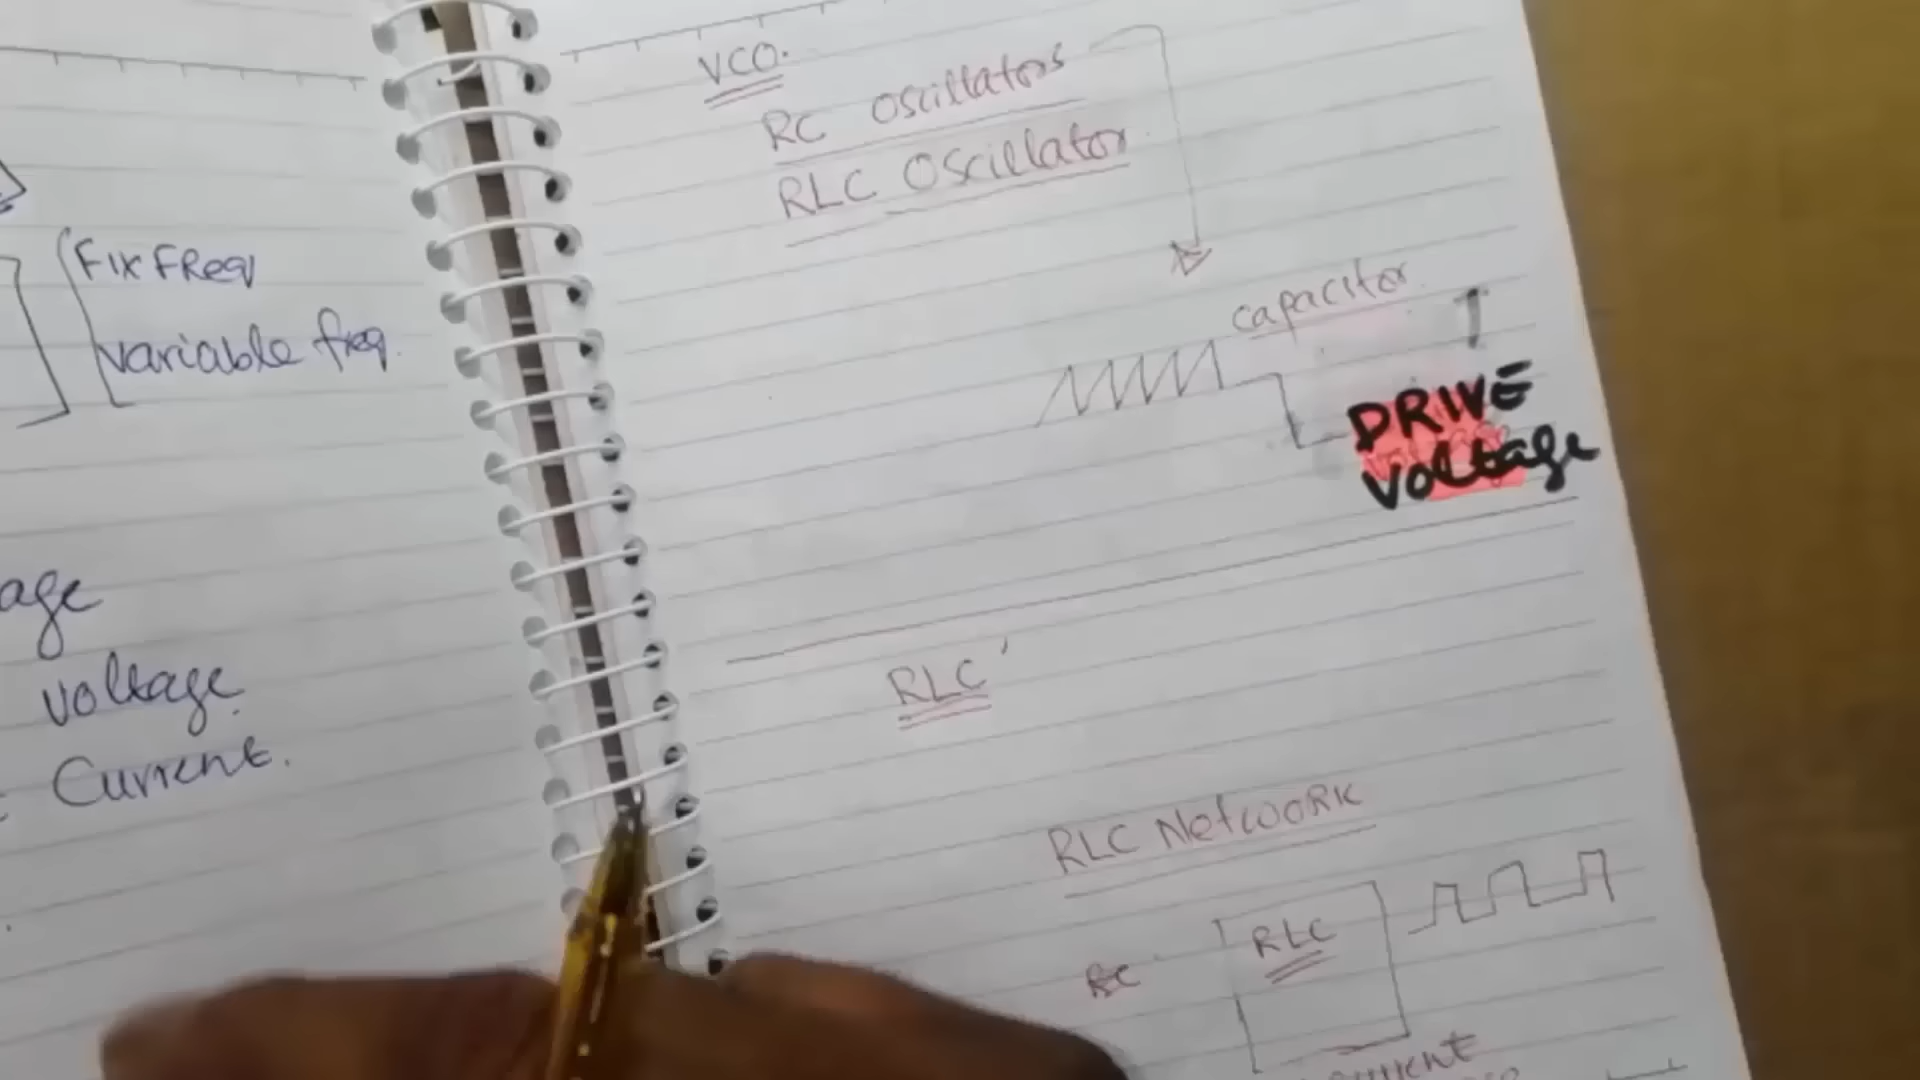 Fix FReq
variable freq.
age
voltage
Current.
VCO.
RC oscillators
RLC Oscillator
capacitor
DRIVE
voltage
RLC'
RLC NetwoRK
RLC
RC